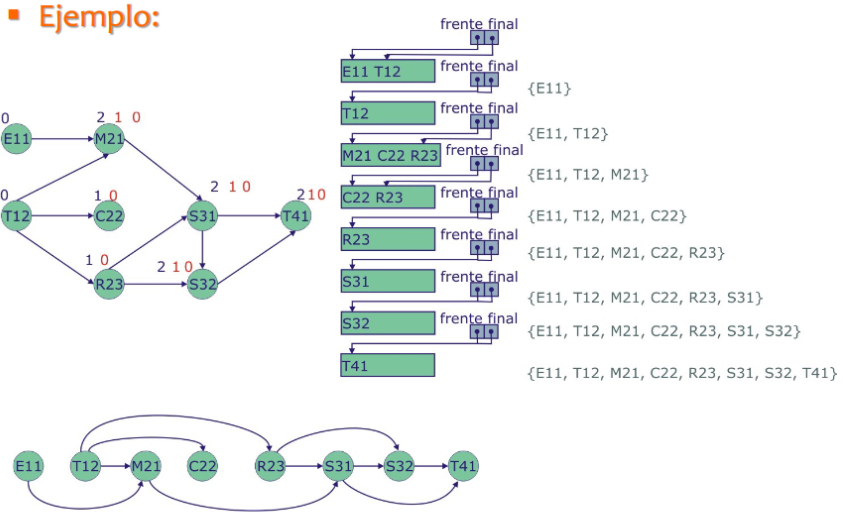 Ejemplo:
frente final
E11 T12
frente final
{E11}
T12
frente final
{E11, T12}
M21 C22 R23
frente final
{E11, T12, M21}
C22 R23
frente final
{E11, T12, M21, C22}
R23
frente final
{E11, T12, M21, C22, R23}
S31
frente final
{E11, T12, M21, C22, R23, S31}
S32
frente final
{E11, T12, M21, C22, R23, S31, S32}
T41
{E11, T12, M21, C22, R23, S31, S32, T41}
0
2 1 0
E11
M21
0
1 0
2 1 0
210
T12
C22
S31
T41
1 0
2 1 0
R23
S32
E11 T12 M21 C22 R23 S31 S32 T41